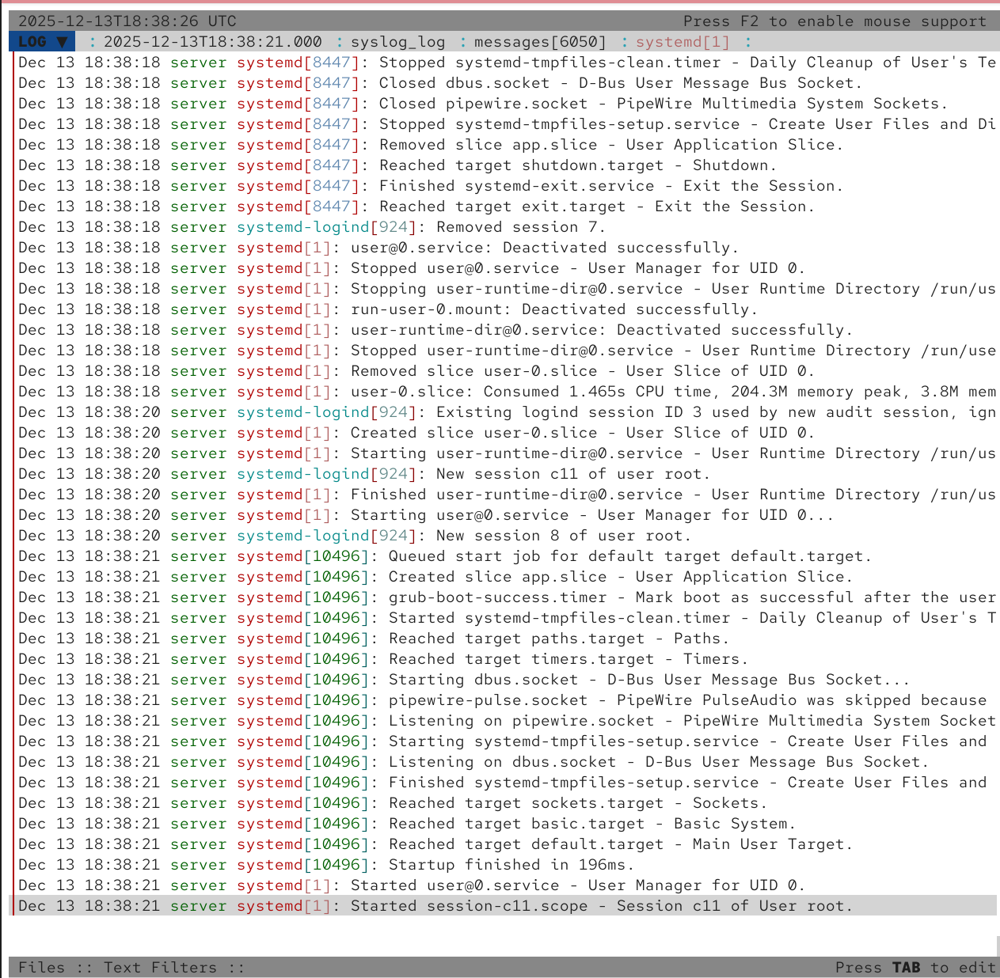 2025-12-13T18:38:26 UTC Press F2 to enable mouse support
LOG ▼ : 2025-12-13T18:38:21.000 : syslog_log : messages[6050] : systemd[1] :
Dec 13 18:38:18 server systemd[8447]: Stopped systemd-tmpfiles-clean.timer - Daily Cleanup of User's Te
Dec 13 18:38:18 server systemd[8447]: Closed dbus.socket - D-Bus User Message Bus Socket.
Dec 13 18:38:18 server systemd[8447]: Closed pipewire.socket - PipeWire Multimedia System Sockets.
Dec 13 18:38:18 server systemd[8447]: Stopped systemd-tmpfiles-setup.service - Create User Files and Di
Dec 13 18:38:18 server systemd[8447]: Removed slice app.slice - User Application Slice.
Dec 13 18:38:18 server systemd[8447]: Reached target shutdown.target - Shutdown.
Dec 13 18:38:18 server systemd[8447]: Finished systemd-exit.service - Exit the Session.
Dec 13 18:38:18 server systemd[8447]: Reached target exit.target - Exit the Session.
Dec 13 18:38:18 server systemd-logind[924]: Removed session 7.
Dec 13 18:38:18 server systemd[1]: user@0.service: Deactivated successfully.
Dec 13 18:38:18 server systemd[1]: Stopped user@0.service - User Manager for UID 0.
Dec 13 18:38:18 server systemd[1]: Stopping user-runtime-dir@0.service - User Runtime Directory /run/us
Dec 13 18:38:18 server systemd[1]: run-user-0.mount: Deactivated successfully.
Dec 13 18:38:18 server systemd[1]: user-runtime-dir@0.service: Deactivated successfully.
Dec 13 18:38:18 server systemd[1]: Stopped user-runtime-dir@0.service - User Runtime Directory /run/use
Dec 13 18:38:18 server systemd[1]: Removed slice user-0.slice - User Slice of UID 0.
Dec 13 18:38:18 server systemd[1]: user-0.slice: Consumed 1.465s CPU time, 204.3M memory peak, 3.8M mem
Dec 13 18:38:20 server systemd-logind[924]: Existing logind session ID 3 used by new audit session, ign
Dec 13 18:38:20 server systemd[1]: Created slice user-0.slice - User Slice of UID 0.
Dec 13 18:38:20 server systemd[1]: Starting user-runtime-dir@0.service - User Runtime Directory /run/us
Dec 13 18:38:20 server systemd-logind[924]: New session c11 of user root.
Dec 13 18:38:20 server systemd[1]: Finished user-runtime-dir@0.service - User Runtime Directory /run/us
Dec 13 18:38:20 server systemd[1]: Starting user@0.service - User Manager for UID 0...
Dec 13 18:38:20 server systemd-logind[924]: New session 8 of user root.
Dec 13 18:38:21 server systemd[10496]: Queued start job for default target default.target.
Dec 13 18:38:21 server systemd[10496]: Created slice app.slice - User Application Slice.
Dec 13 18:38:21 server systemd[10496]: grub-boot-success.timer - Mark boot as successful after the user
Dec 13 18:38:21 server systemd[10496]: Started systemd-tmpfiles-clean.timer - Daily Cleanup of User's T
Dec 13 18:38:21 server systemd[10496]: Reached target paths.target - Paths.
Dec 13 18:38:21 server systemd[10496]: Reached target timers.target - Timers.
Dec 13 18:38:21 server systemd[10496]: Starting dbus.socket - D-Bus User Message Bus Socket...
Dec 13 18:38:21 server systemd[10496]: pipewire-pulse.socket - PipeWire PulseAudio was skipped because
Dec 13 18:38:21 server systemd[10496]: Listening on pipewire.socket - PipeWire Multimedia System Socket
Dec 13 18:38:21 server systemd[10496]: Starting systemd-tmpfiles-setup.service - Create User Files and
Dec 13 18:38:21 server systemd[10496]: Listening on dbus.socket - D-Bus User Message Bus Socket.
Dec 13 18:38:21 server systemd[10496]: Finished systemd-tmpfiles-setup.service - Create User Files and
Dec 13 18:38:21 server systemd[10496]: Reached target sockets.target - Sockets.
Dec 13 18:38:21 server systemd[10496]: Reached target basic.target - Basic System.
Dec 13 18:38:21 server systemd[10496]: Reached target default.target - Main User Target.
Dec 13 18:38:21 server systemd[10496]: Startup finished in 196ms.
Dec 13 18:38:21 server systemd[1]: Started user@0.service - User Manager for UID 0.
Dec 13 18:38:21 server systemd[1]: Started session-c11.scope - Session c11 of User root.
Files :: Text Filters :: Press TAB to edit